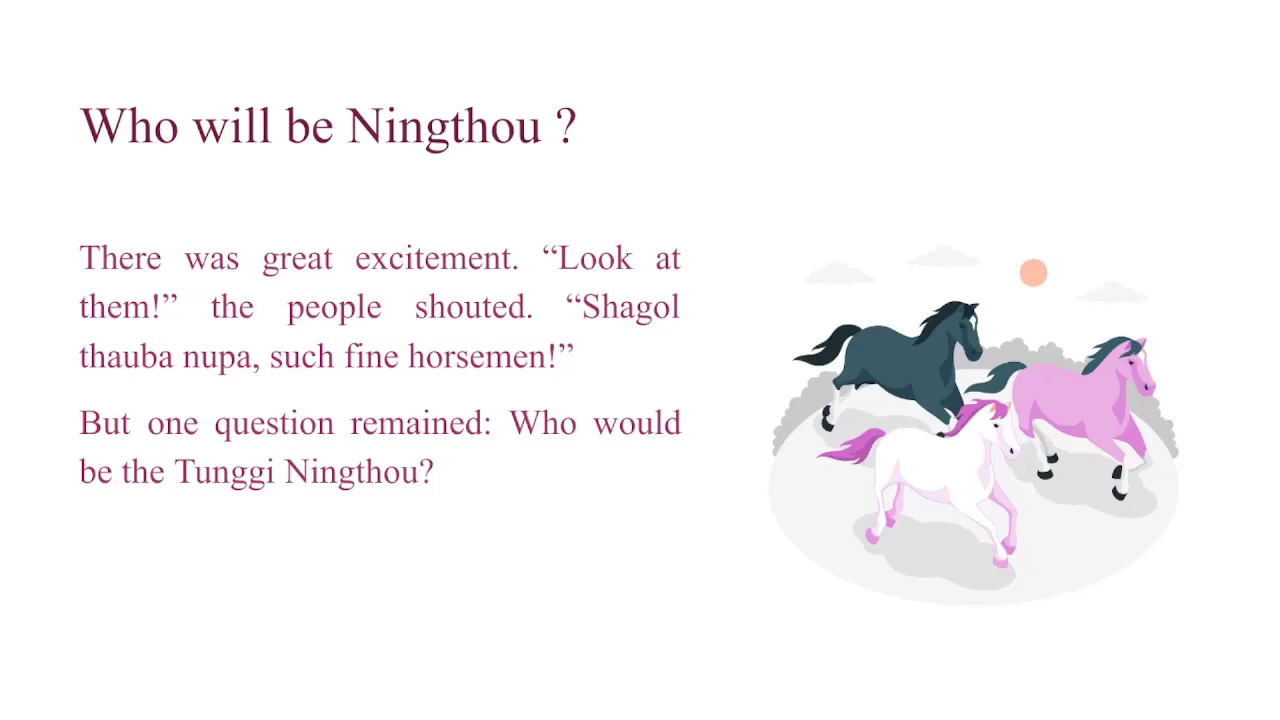 Who will be Ningthou ?
There was great excitement. “Look at
them!” the people shouted. “Shagol
thauba nupa, such fine horsemen!”
But one question remained: Who would
be the Tunggi Ningthou?